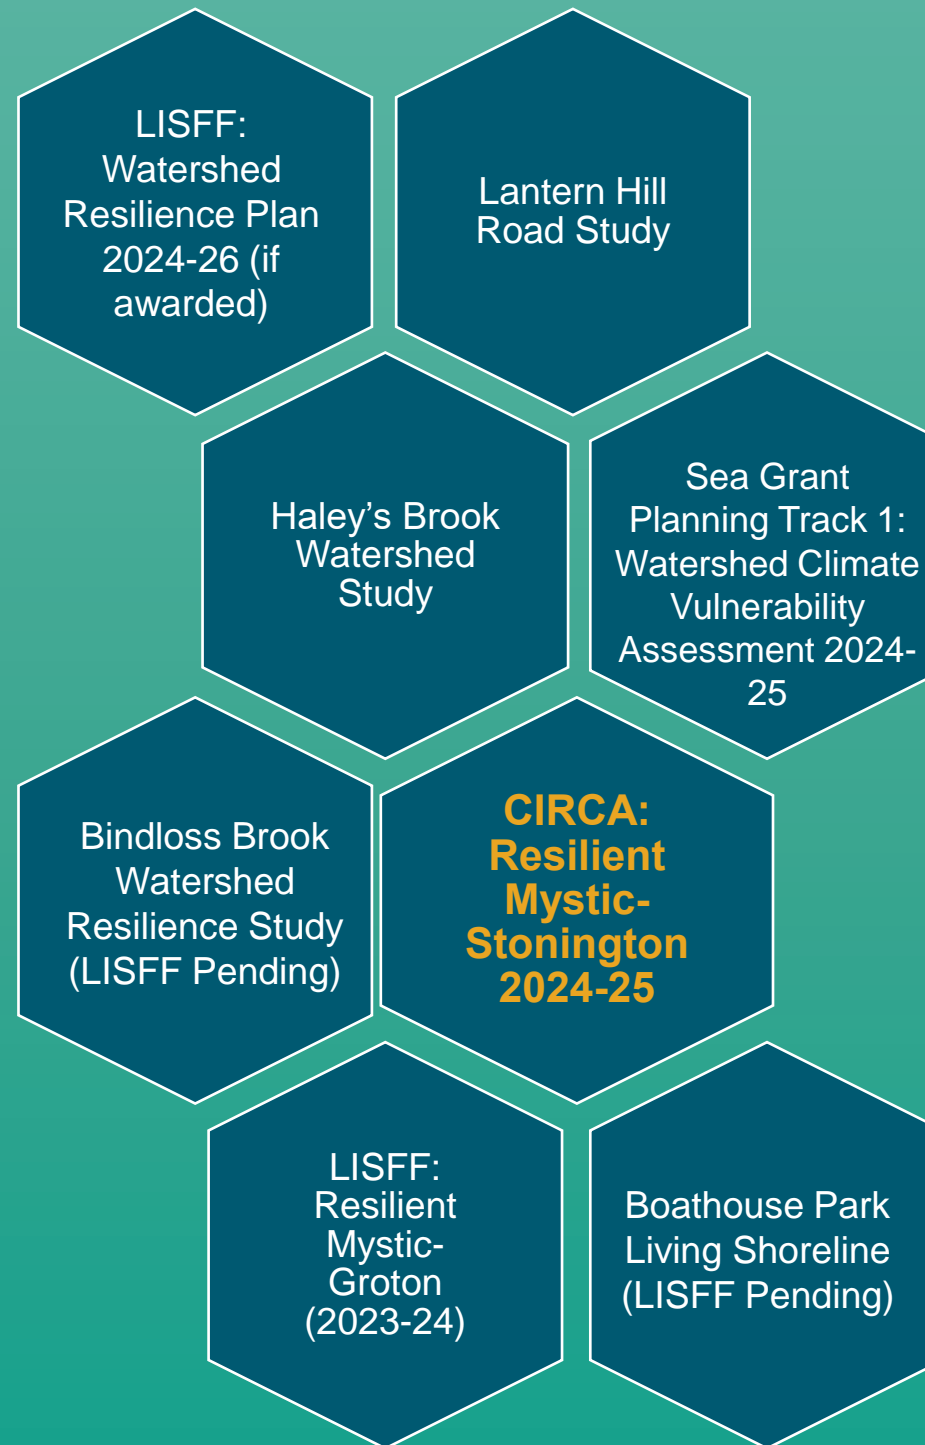 LISFF:
Watershed
Resilience Plan
2024-26 (if
awarded)
Lantern Hill
Road Study
Haley’s Brook
Watershed
Study
Sea Grant
Planning Track 1:
Watershed Climate
Vulnerability
Assessment 2024-
25
Bindloss Brook
Watershed
Resilience Study
(LISFF Pending)
CIRCA:
Resilient
Mystic-
Stonington
2024-25
LISFF:
Resilient
Mystic-
Groton
(2023-24)
Boathouse Park
Living Shoreline
(LISFF Pending)